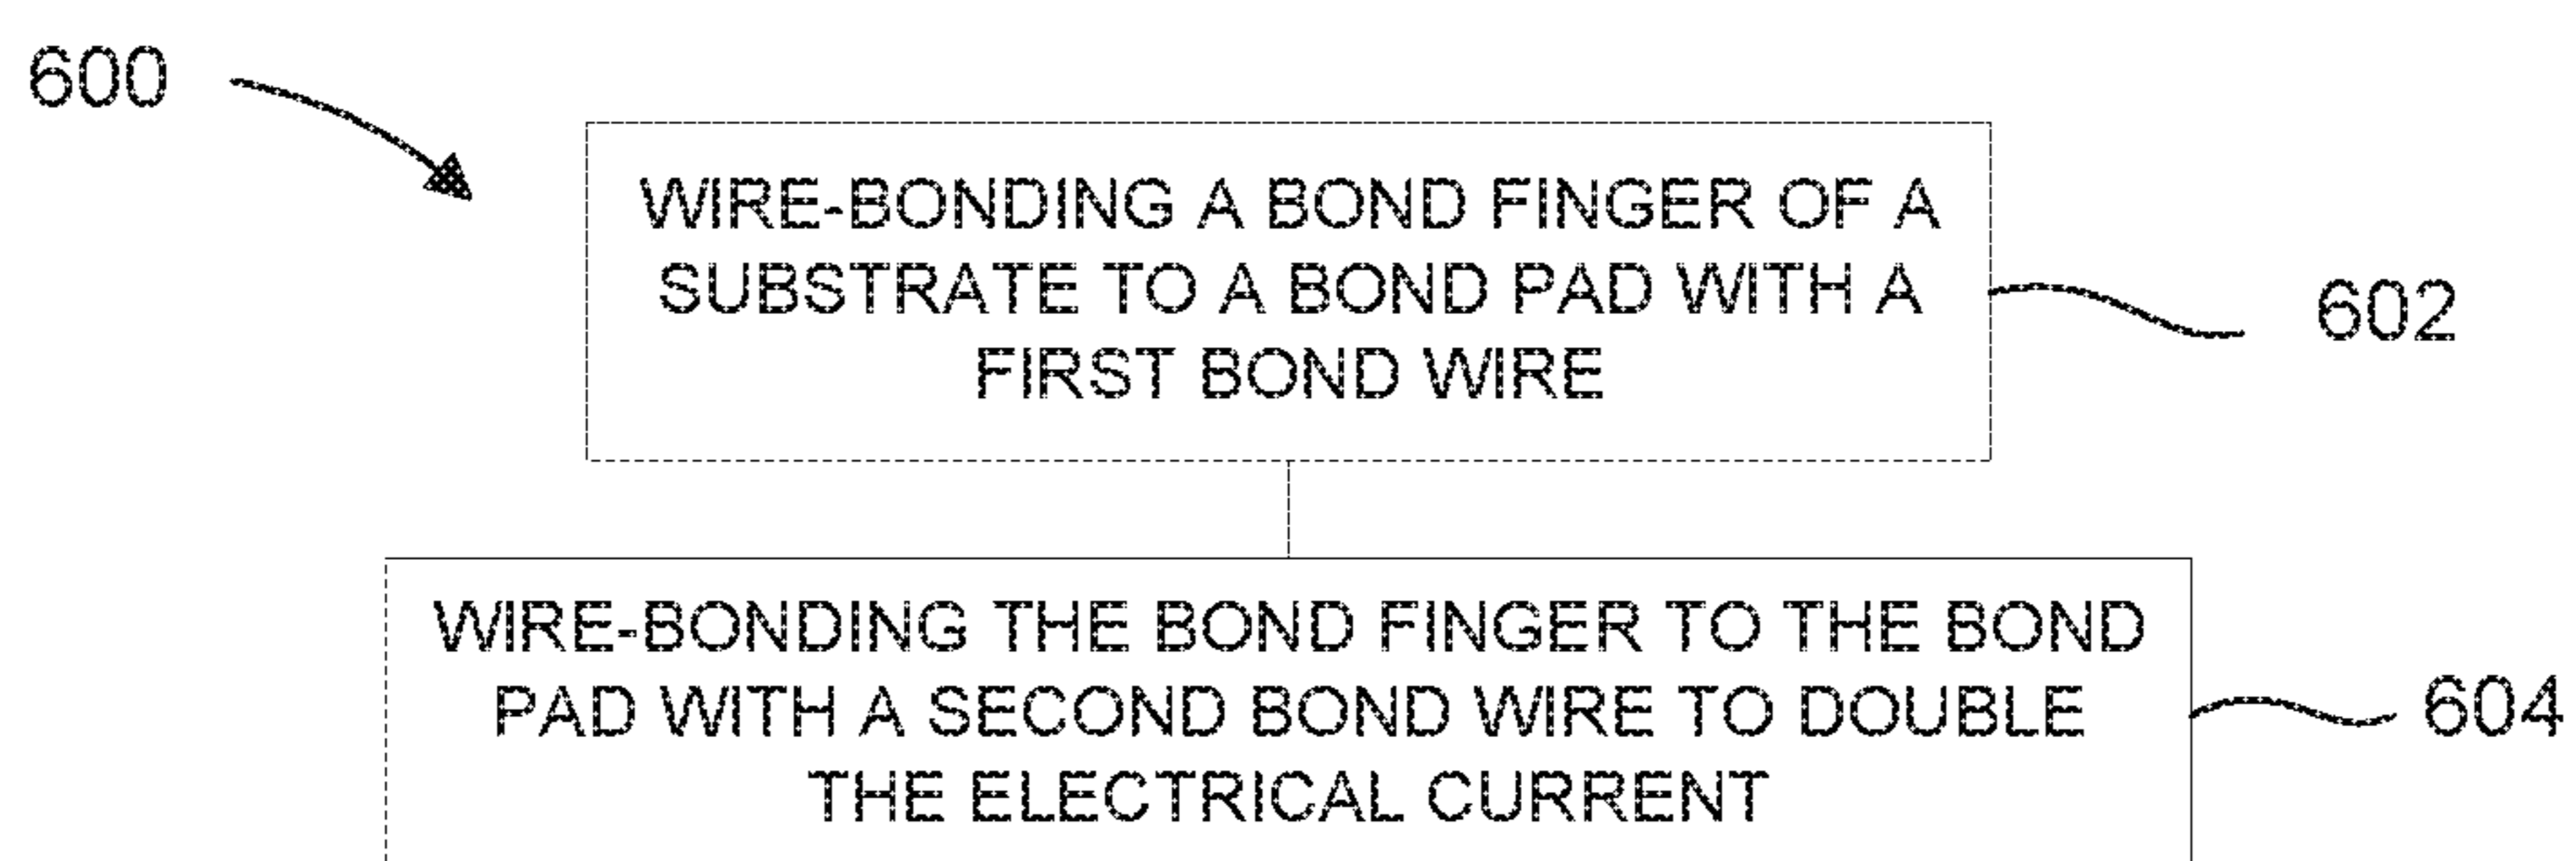 600
WIRE-BONDING A BOND FINGER OF A
SUBSTRATE TO A BOND PAD WITH A
FIRST BOND WIRE
602
WIRE-BONDING THE BOND FINGER TO THE BOND
PAD WITH A SECOND BOND WIRE TO DOUBLE
THE ELECTRICAL CURRENT
604